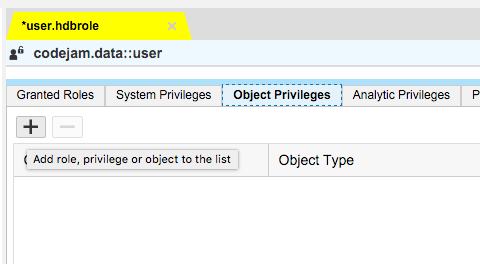 *user.hdbrole ×
codejam.data::user
Granted Roles System Privileges Object Privileges Analytic Privileges P
+ —
Add role, privilege or object to the list
Object Type